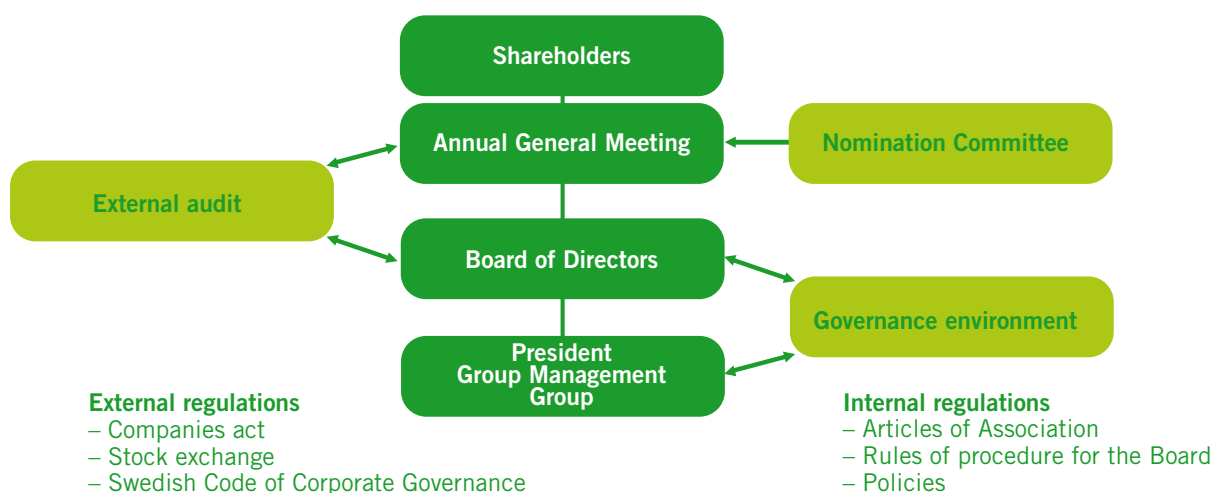 Shareholders
Annual General Meeting
Nomination Committee
External audit
Board of Directors
Governance environment
President
Group Management
Group
External regulations
– Companies act
– Stock exchange
– Swedish Code of Corporate Governance
Internal regulations
– Articles of Association
– Rules of procedure for the Board
– Policies